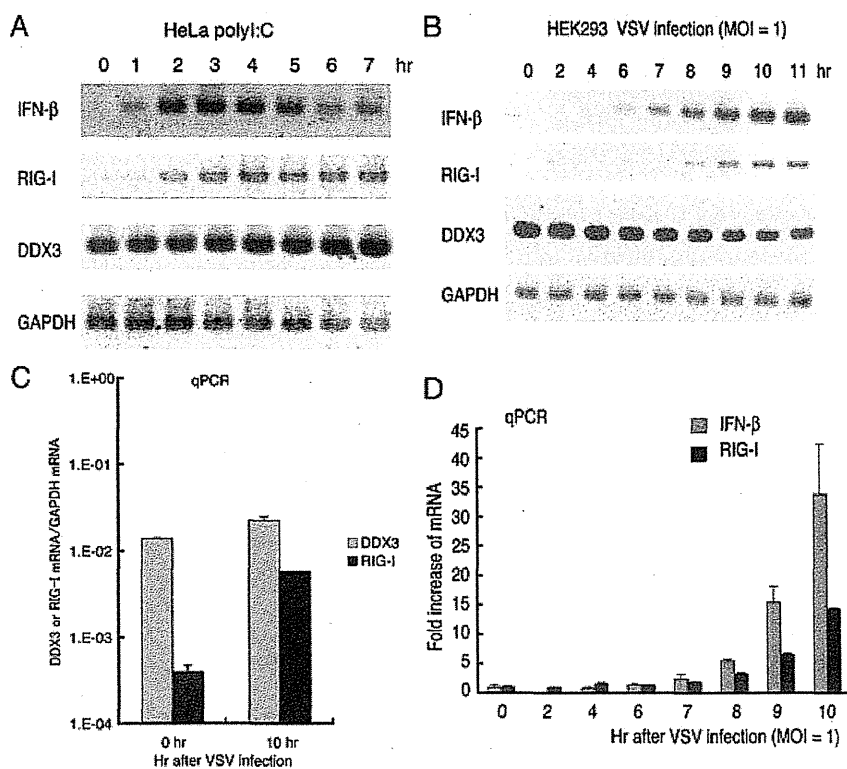 A
HeLa polyI:C
0 1 2 3 4 5 6 7 hr
IFN-β
RIG-I
DDX3
GAPDH
B
HEK293 VSV infection (MOI = 1)
0 2 4 6 7 8 9 10 11 hr
IFN-β
RIG-I
DDX3
GAPDH
C
qPCR
DDX3 or RIG-I mRNA/GAPDH mRNA
1.E+00
1.E-01
1.E-02
1.E-03
1.E-04
DDX3
RIG-I
0 hr 10 hr
Hr after VSV infection
D
qPCR
IFN-β
RIG-I
Fold increase of mRNA
45
40
35
30
25
20
15
10
5
0
0 2 4 6 7 8 9 10
Hr after VSV infection (MOI = 1)